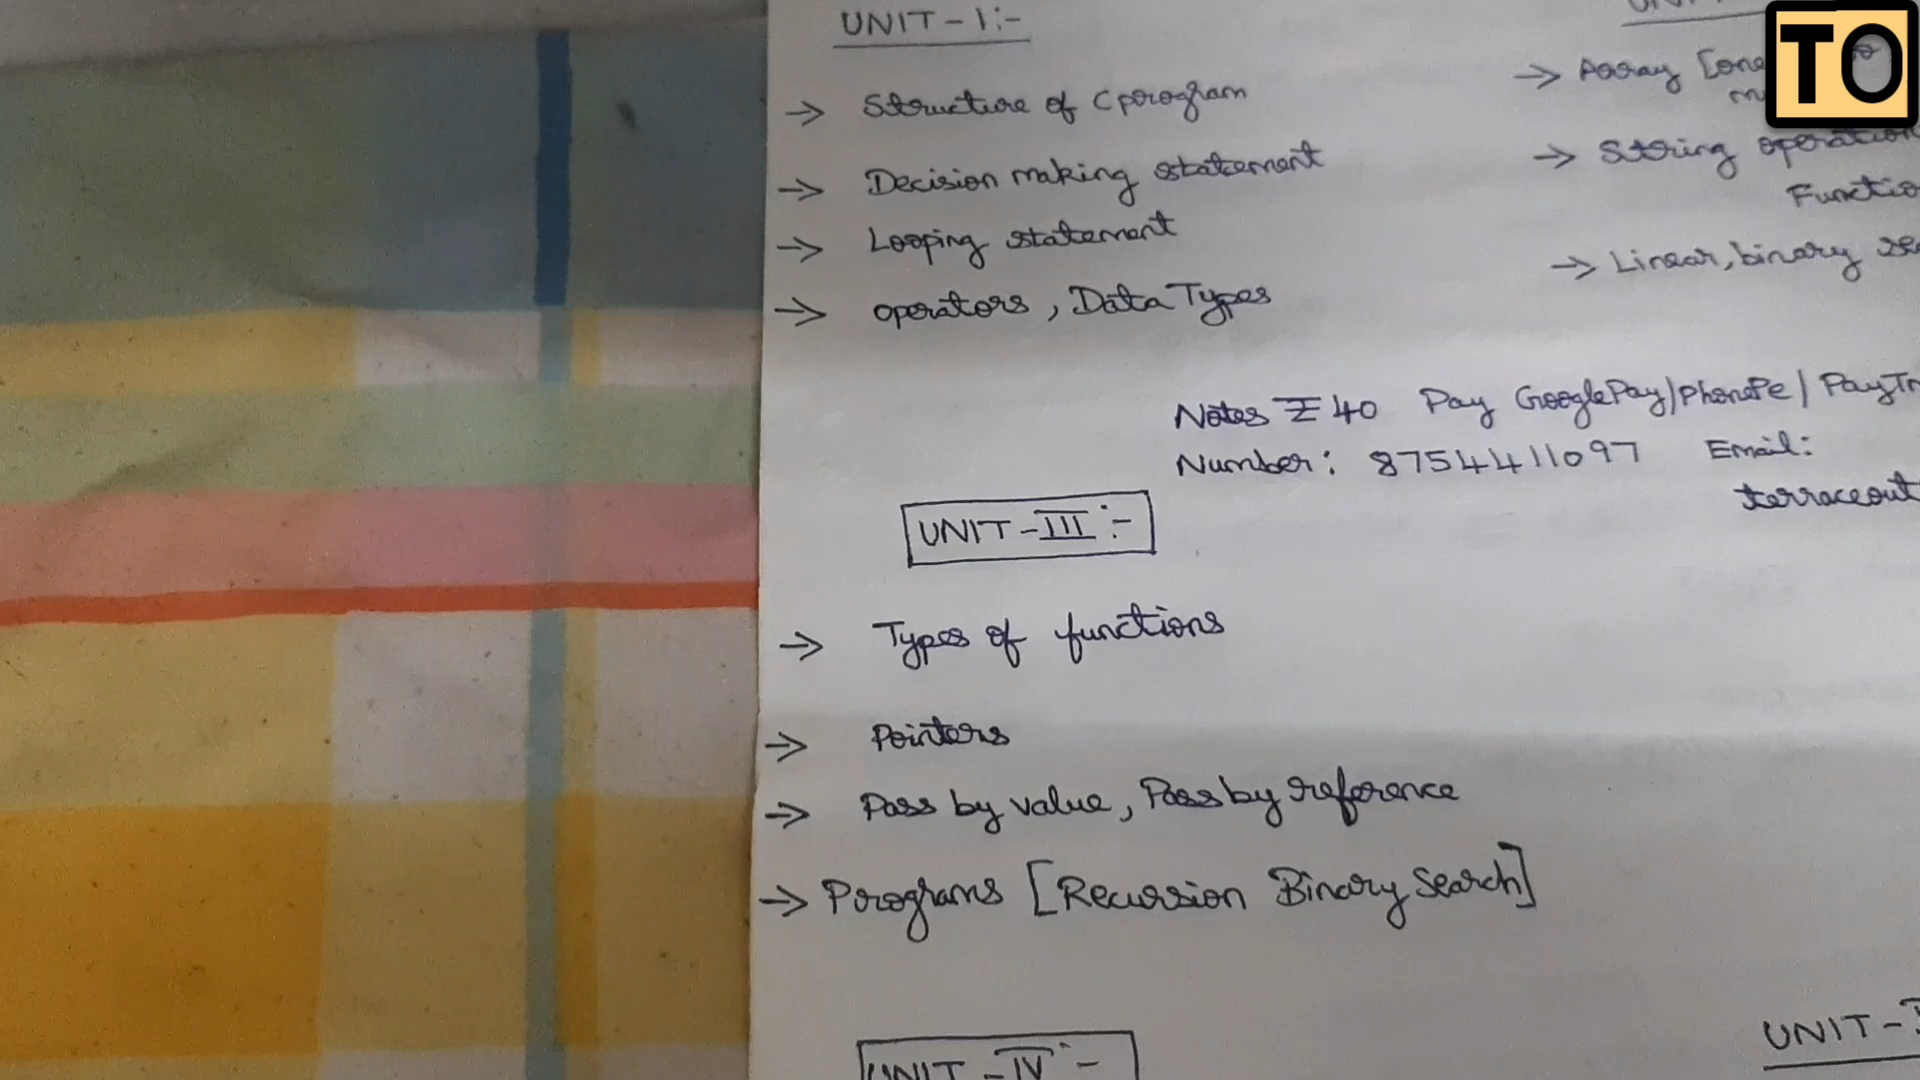 UNIT - I :-
→ Structure of C program
→ Decision making statement
→ Looping statement
→ operators, Data Types
→ Array [one
→ String operation
Functio
→ Linear, binary
Notes ₹ 40 Pay GooglePay/PhonePe/PayT
Number: 8754411097 Email:
terraceout
UNIT - III :-
→ Types of functions
→ Pointers
→ Pass by value, Pass by reference
→ Programs [Recursion Binary Search]
UNIT - IV :-
UNIT -
TO